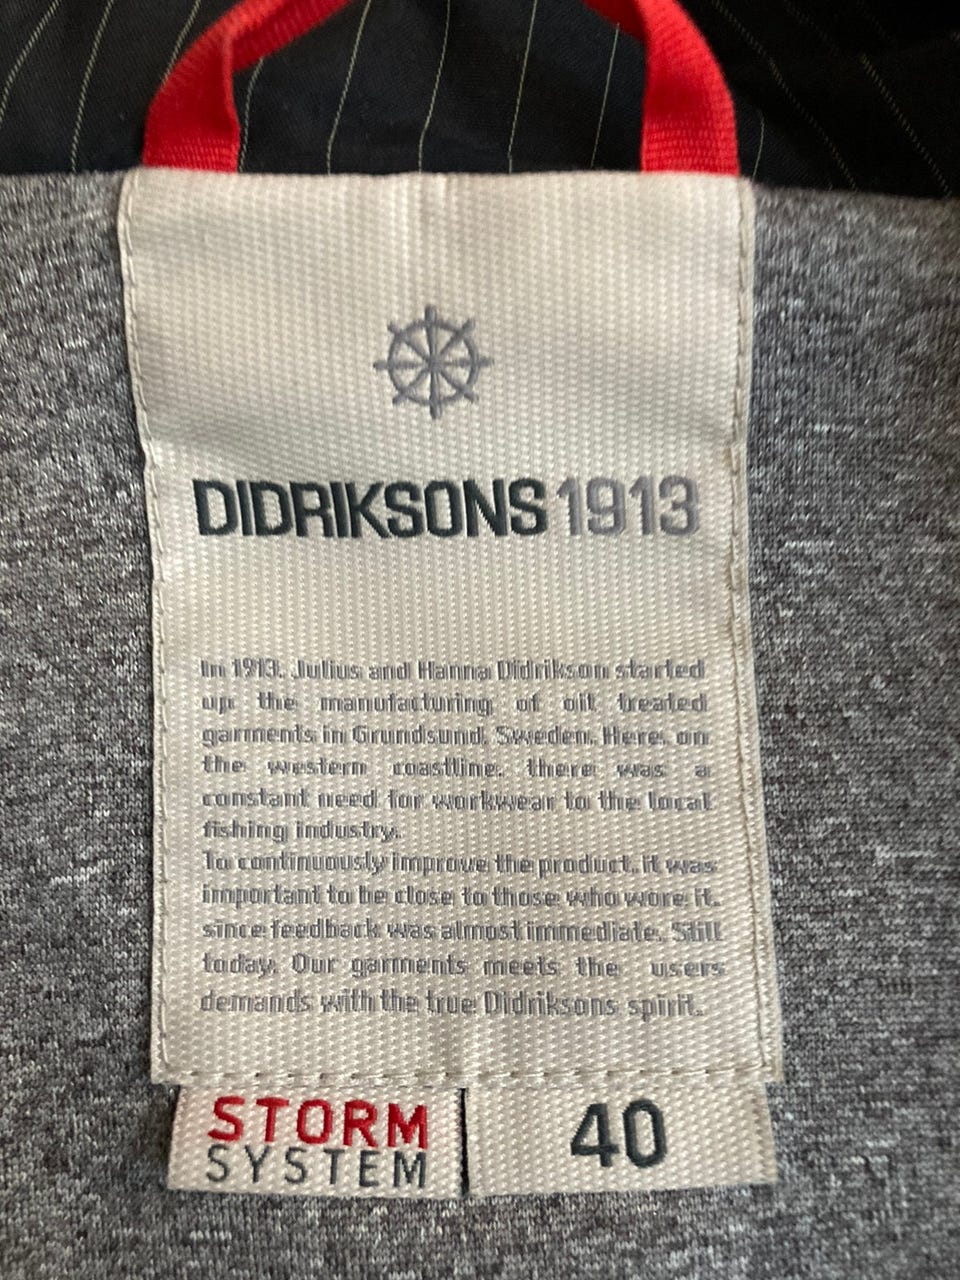 DIDRIKSONS 1913
In 1913, Julius and Hanna Didrikson started
up the manufacturing of oil treated
garments in Grundsund, Sweden. Here, on
the western coastline, there was a
constant need for workwear to the local
fishing industry.
To continuously improve the product, it was
important to be close to those who wore it,
since feedback was almost immediate. Still
today. Our garments meets the users
demands with the true Didriksons spirit.
STORM
SYSTEM
40